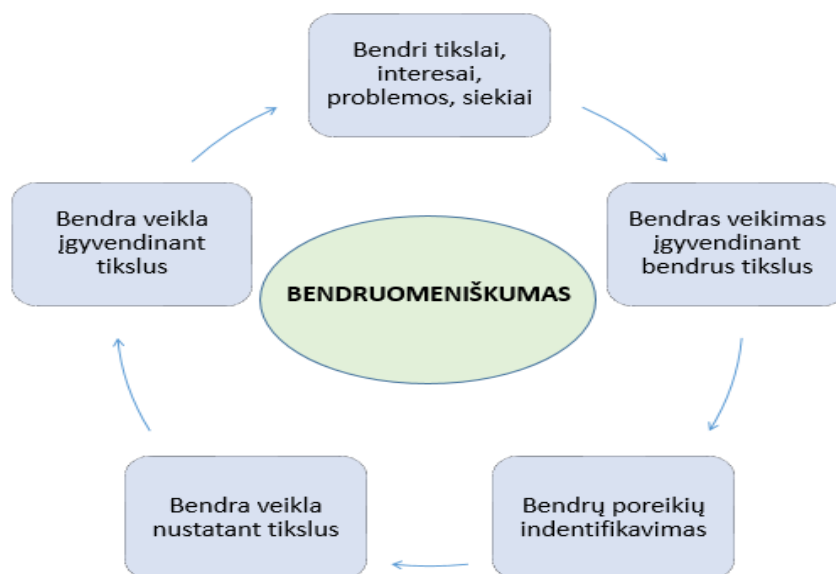 Bendri tikslai,
interesai,
problemos, siekiai
Bendras veikimas
įgyvendinant
bendrus tikslus
Bendrų poreikių
indentifikavimas
Bendra veikla
nustatant tikslus
Bendra veikla
įgyvendinant
tikslus
BENDRUOMENIŠKUMAS